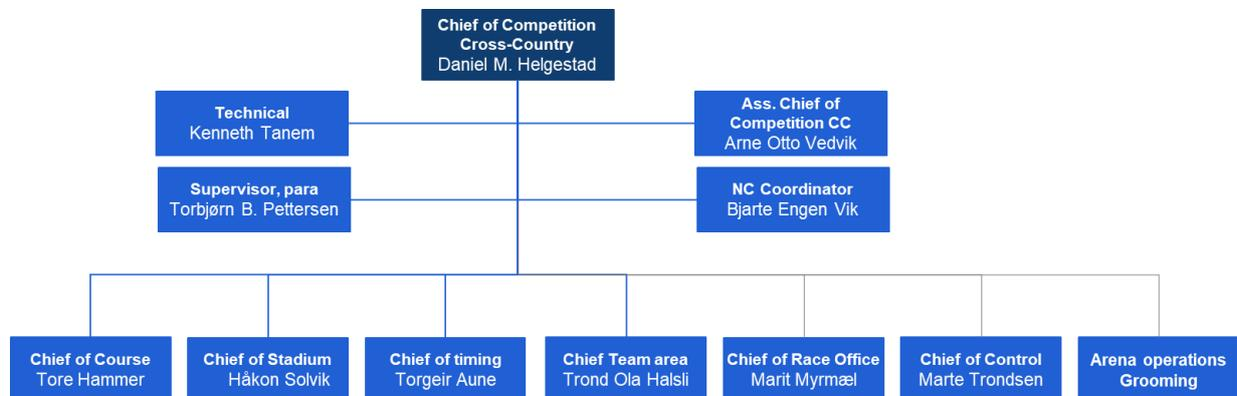 Chief of Competition
Cross-Country
Daniel M. Helgestad
Technical
Kenneth Tanem
Ass. Chief of
Competition CC
Arne Otto Vedvik
Supervisor, para
Torbjørn B. Pettersen
NC Coordinator
Bjarte Engen Vik
Chief of Course
Tore Hammer
Chief of Stadium
Håkon Solvik
Chief of timing
Torgeir Aune
Chief Team area
Trond Ola Halsli
Chief of Race Office
Marit Myrmæl
Chief of Control
Marte Trondsen
Arena operations
Grooming